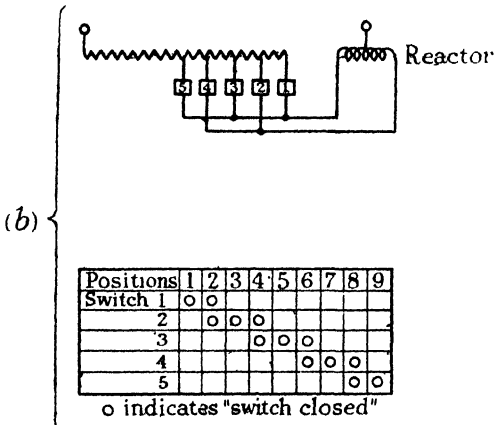 Reactor
5 4 3 2 1
(b)
Positions 1 2 3 4 5 6 7 8 9
Switch 1 o o
2 o o o
3 o o o
4 o o o
5 o o
o indicates "switch closed"